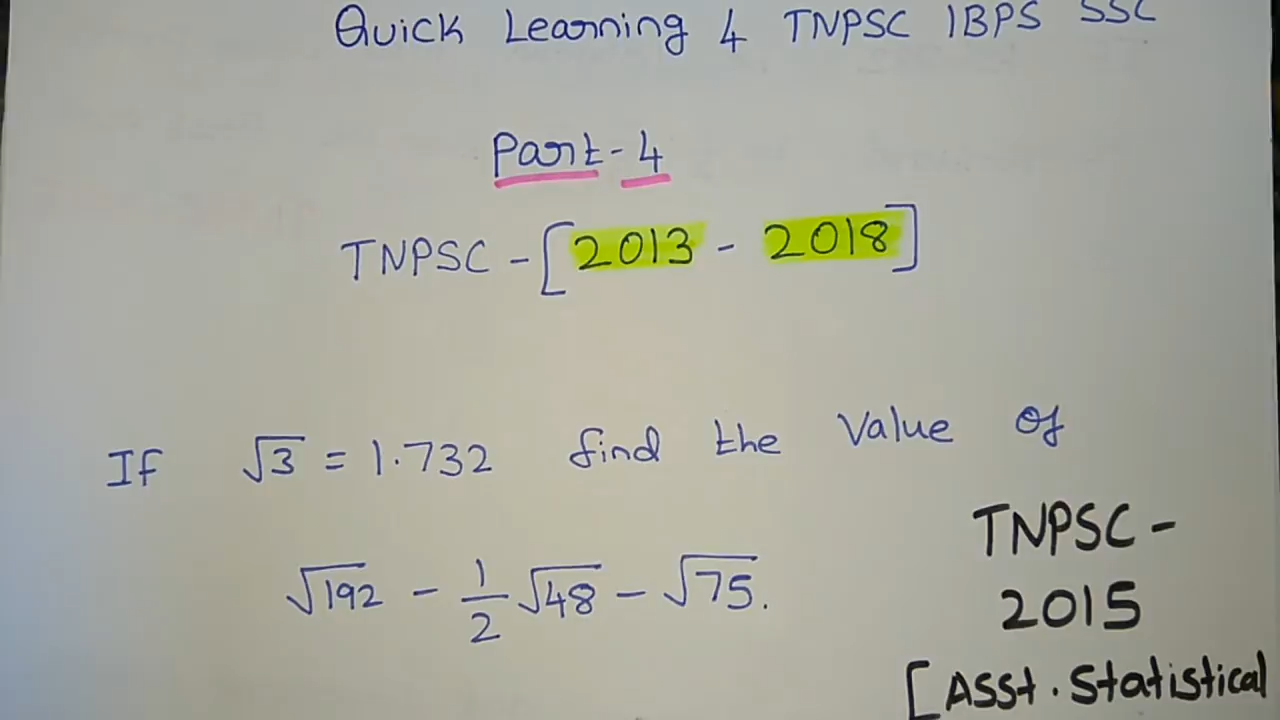 Quick Learning 4 TNPSC IBPS SSC
Part-4
TNPSC - [2013 - 2018]
If √3 = 1.732 find the value of
√192 - 1/2 √48 - √75.
TNPSC -
2015
[Asst. Statistical